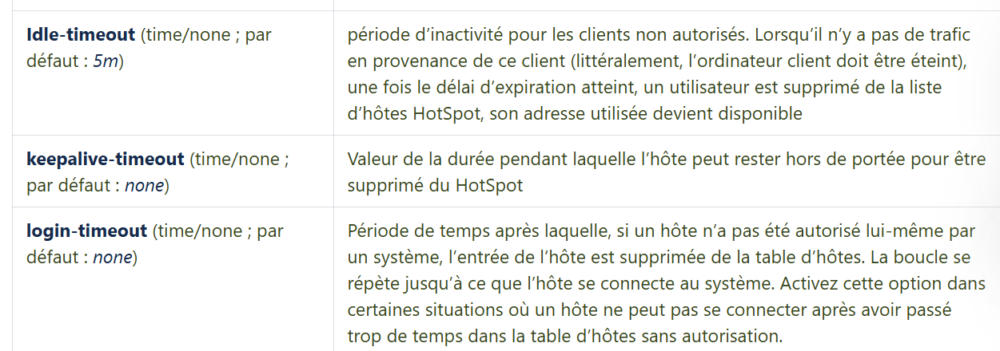 Idle-timeout (time/none ; par
défaut : 5m)
période d’inactivité pour les clients non autorisés. Lorsqu’il n’y a pas de trafic
en provenance de ce client (littéralement, l’ordinateur client doit être éteint),
une fois le délai d’expiration atteint, un utilisateur est supprimé de la liste
d’hôtes HotSpot, son adresse utilisée devient disponible
keepalive-timeout (time/none ;
par défaut : none)
Valeur de la durée pendant laquelle l’hôte peut rester hors de portée pour être
supprimé du HotSpot
login-timeout (time/none ; par
défaut : none)
Période de temps après laquelle, si un hôte n’a pas été autorisé lui-même par
un système, l’entrée de l’hôte est supprimée de la table d’hôtes. La boucle se
répète jusqu’à ce que l’hôte se connecte au système. Activez cette option dans
certaines situations où un hôte ne peut pas se connecter après avoir passé
trop de temps dans la table d’hôtes sans autorisation.